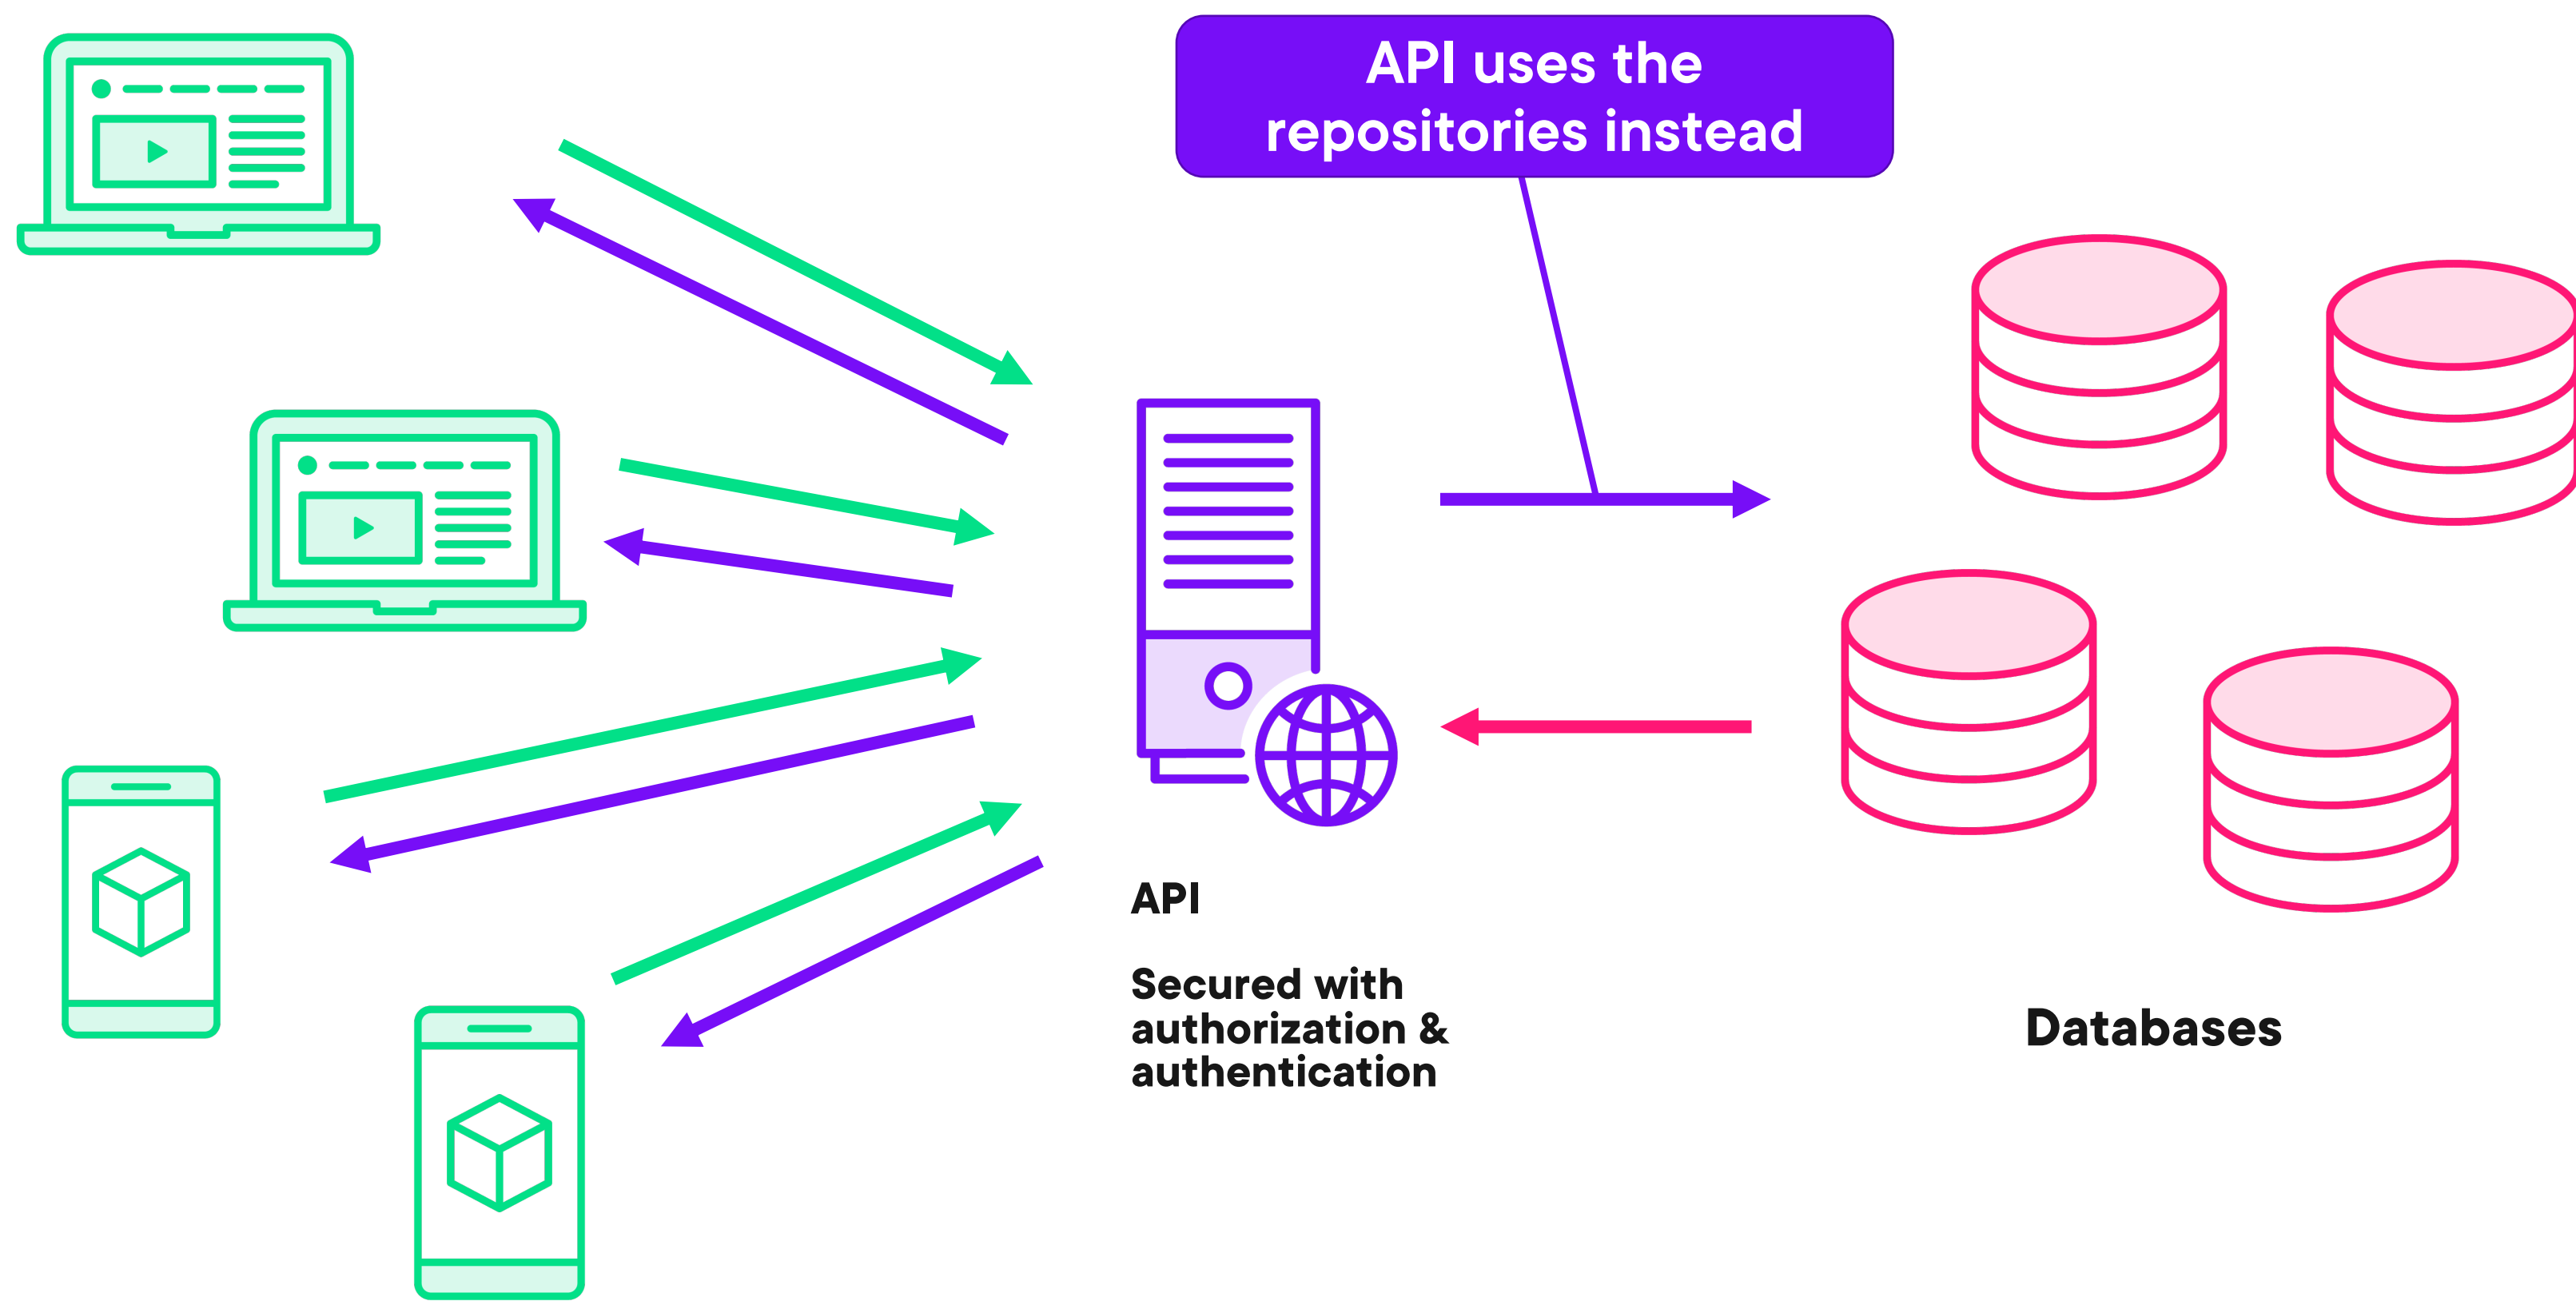 API uses the
repositories instead
API
Secured with
authorization &
authentication
Databases